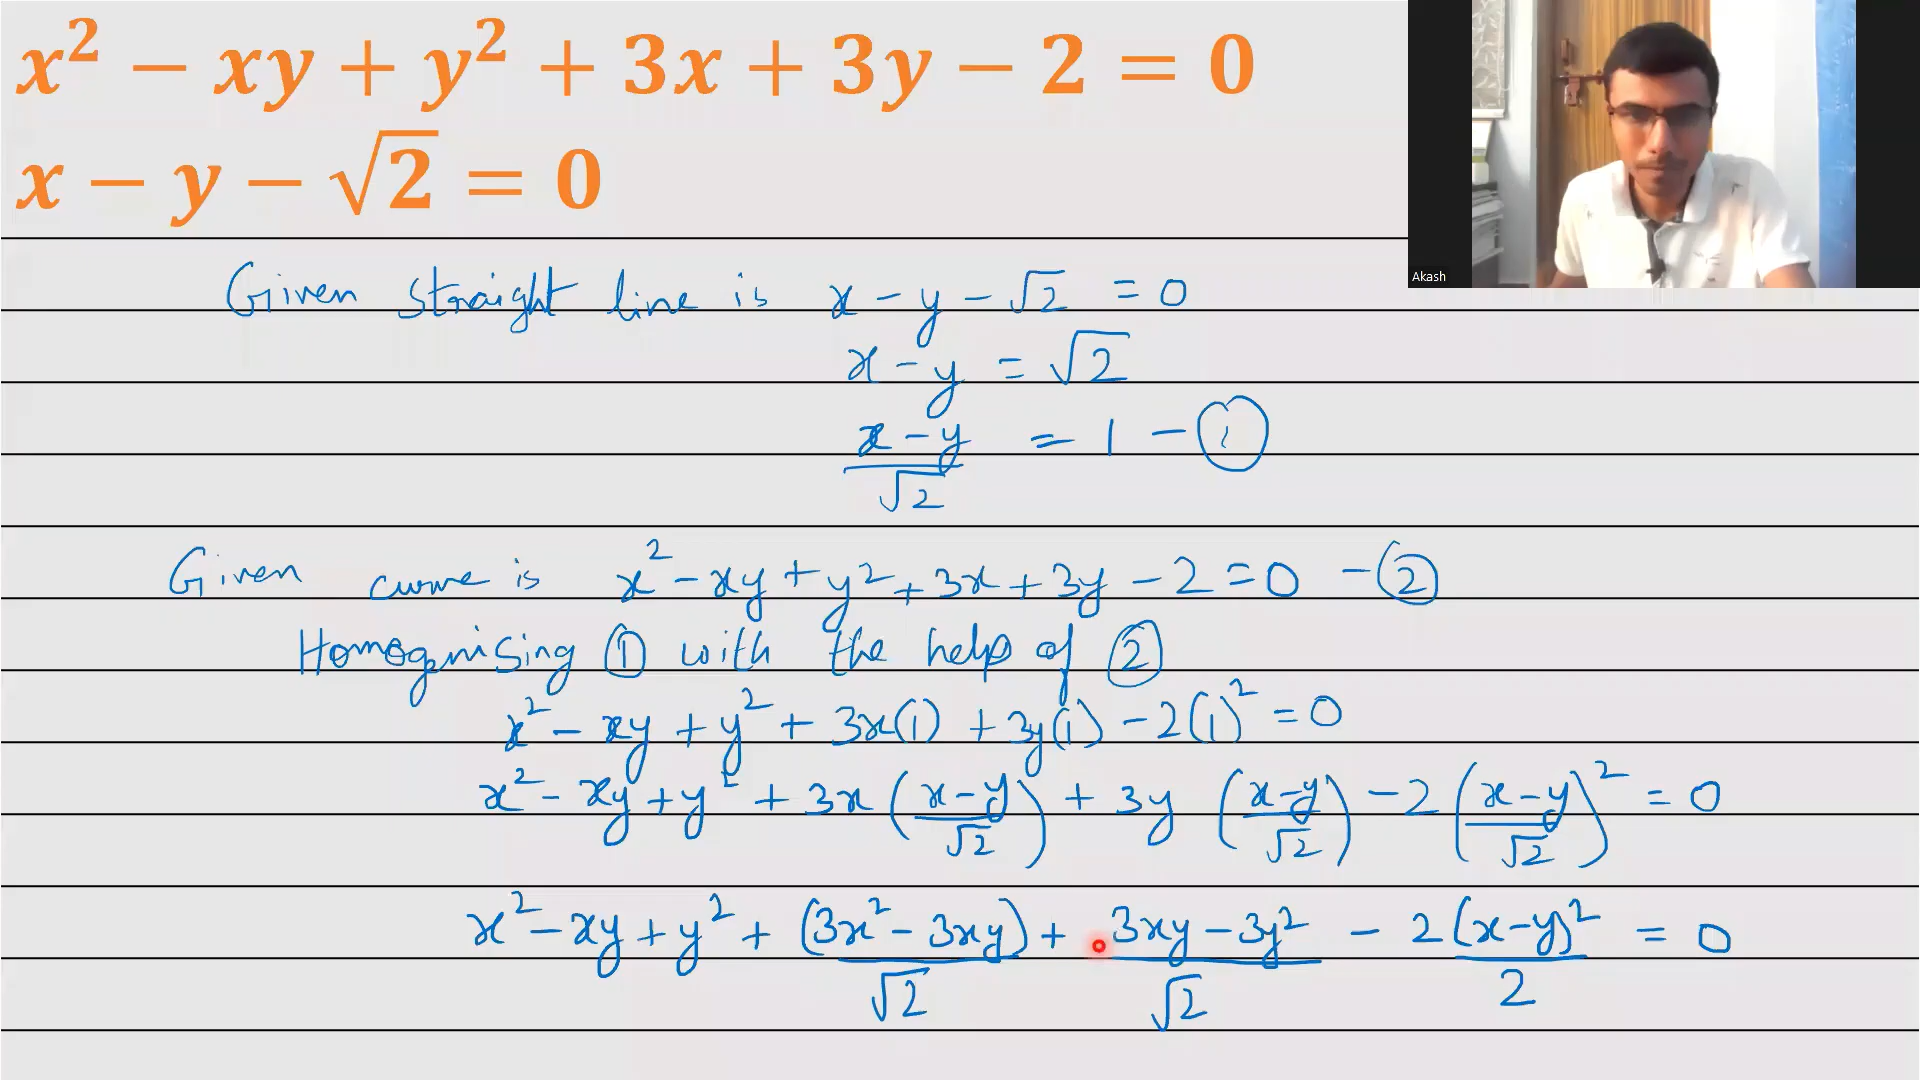 x² − xy + y² + 3x + 3y − 2 = 0
x − y − √2 = 0
Akash
Given straight line is x − y − √2 = 0
x − y = √2
(x − y)/√2 = 1 − ①
Given curve is x² − xy + y² + 3x + 3y − 2 = 0 − ②
Homogenising ① with the help of ②
x² − xy + y² + 3x(1) + 3y(1) − 2(1)² = 0
x² − xy + y² + 3x((x−y)/√2) + 3y((x−y)/√2) − 2((x−y)/√2)² = 0
x² − xy + y² + (3x² − 3xy)/√2 + (3xy − 3y²)/√2 − 2(x−y)²/2 = 0